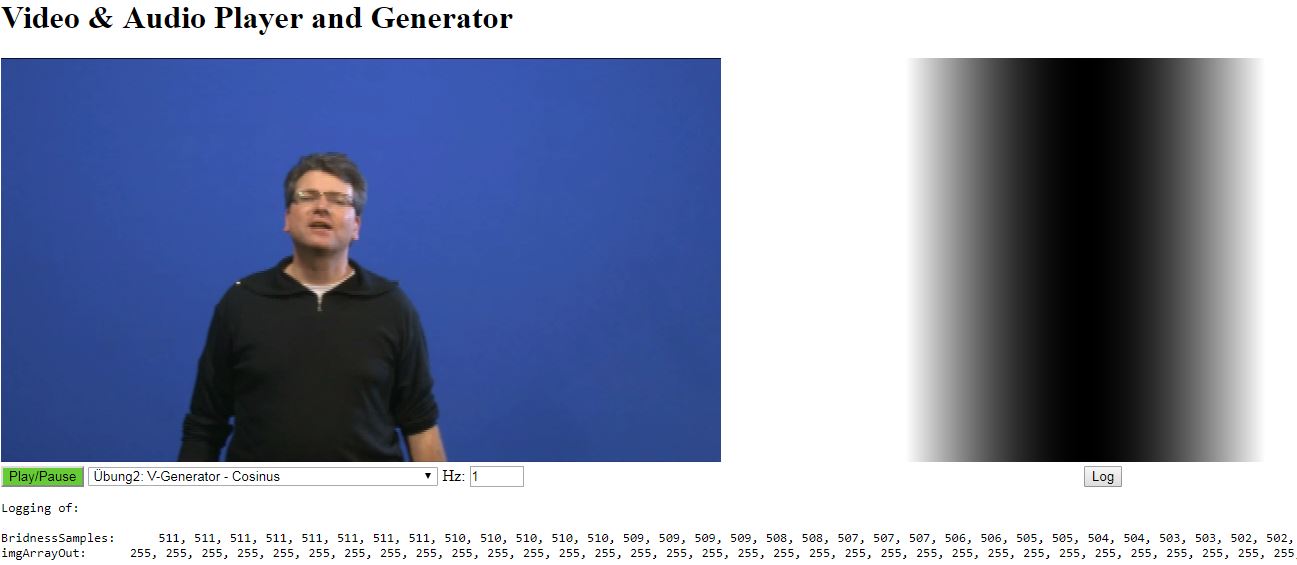 Video & Audio Player and Generator
Play/Pause Übung2: V-Generator - Cosinus Hz: 1 Log
Logging of:
BridnessSamples: 511, 511, 511, 511, 511, 511, 511, 511, 510, 510, 510, 510, 510, 509, 509, 509, 509, 508, 508, 507, 507, 507, 506, 506, 505, 505, 504, 504, 503, 503, 502, 502,
imgArrayOut: 255, 255, 255, 255, 255, 255, 255, 255, 255, 255, 255, 255, 255, 255, 255, 255, 255, 255, 255, 255, 255, 255, 255, 255, 255, 255, 255, 255, 255, 255, 255, 255, 255